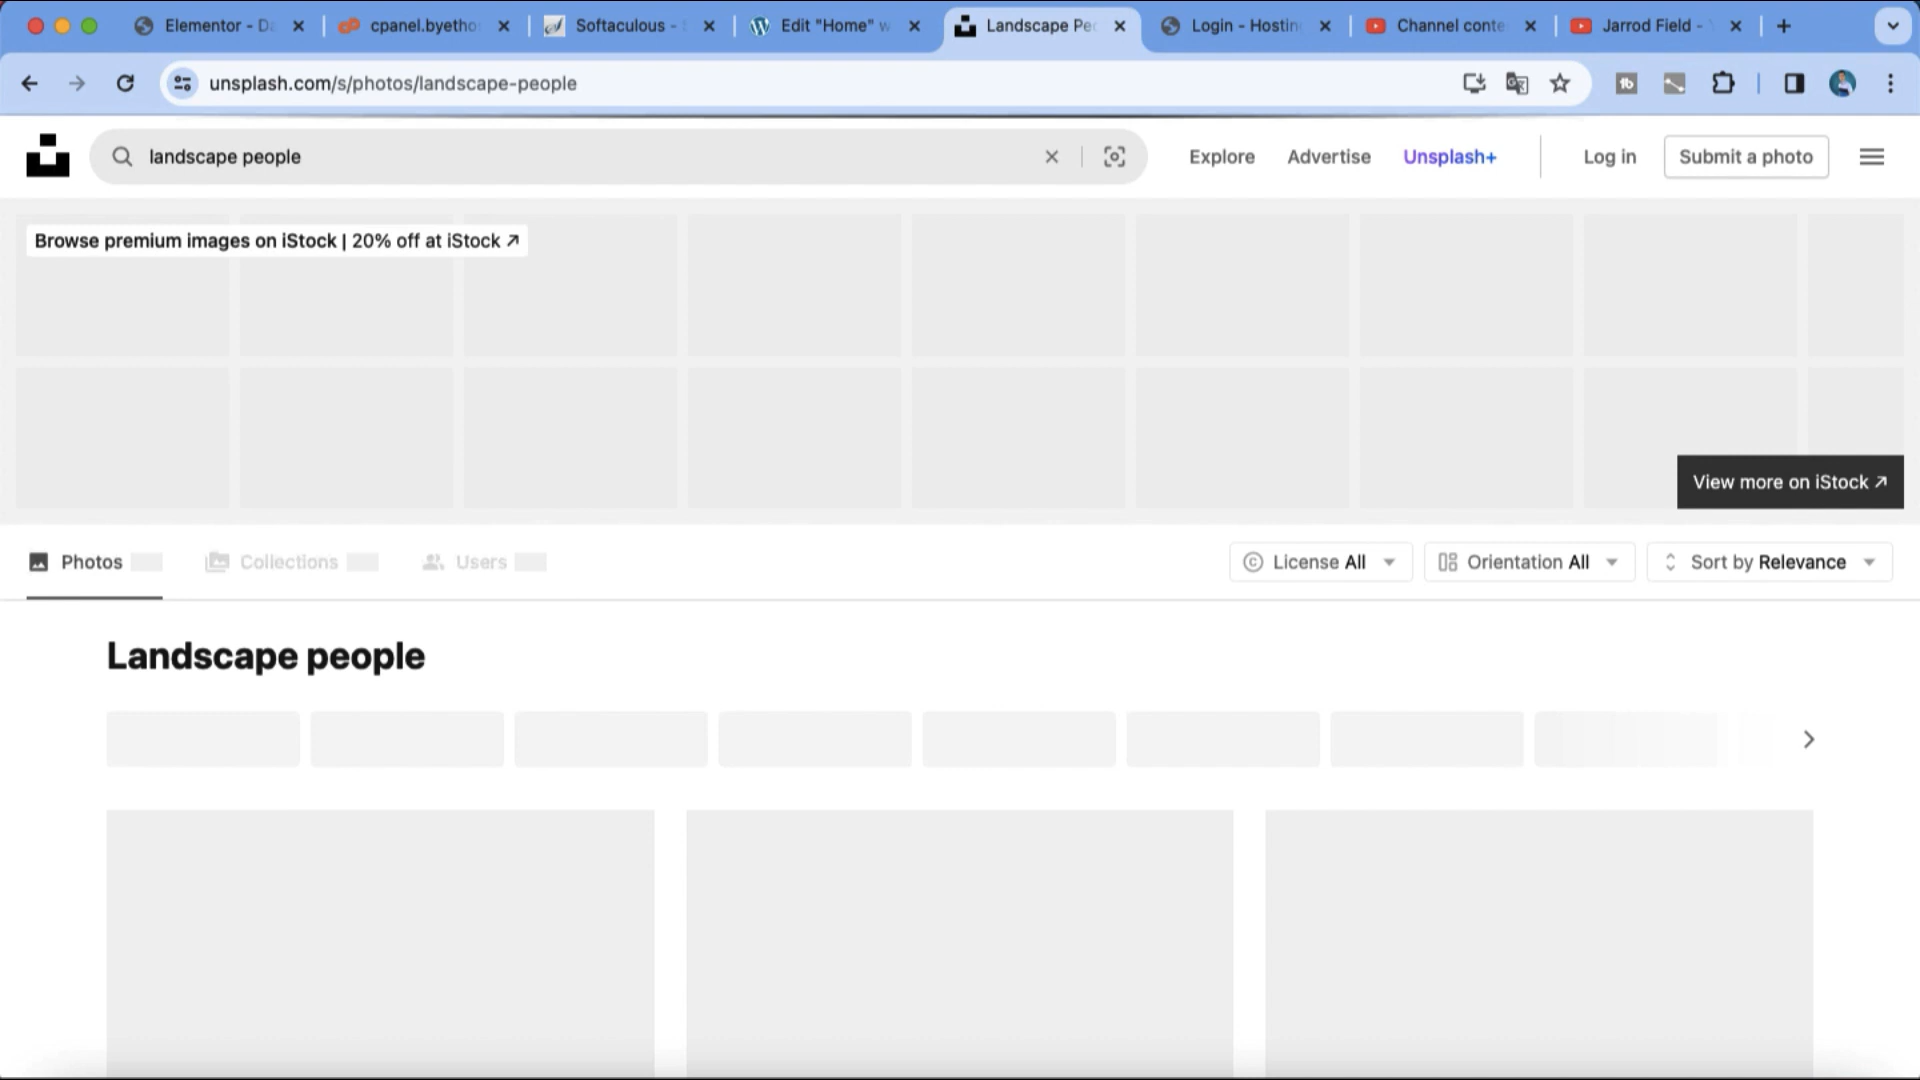 Elementor - Da
cpanel.byetho
Softaculous -
Edit "Home" w
Landscape Peo
Login - Hostin
Channel conte
Jarrod Field -
unsplash.com/s/photos/landscape-people
landscape people
Explore
Advertise
Unsplash+
Log in
Submit a photo
Browse premium images on iStock | 20% off at iStock ↗
View more on iStock ↗
Photos
Collections
Users
License All
Orientation All
Sort by Relevance
Landscape people